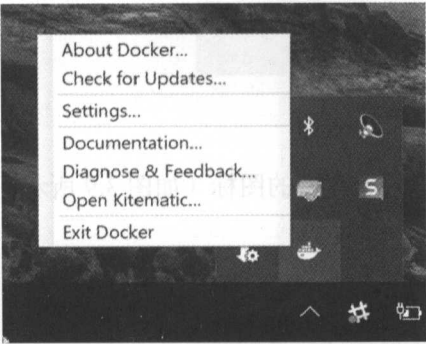 About Docker...
Check for Updates...
Settings...
Documentation...
Diagnose & Feedback...
Open Kitematic...
Exit Docker
S